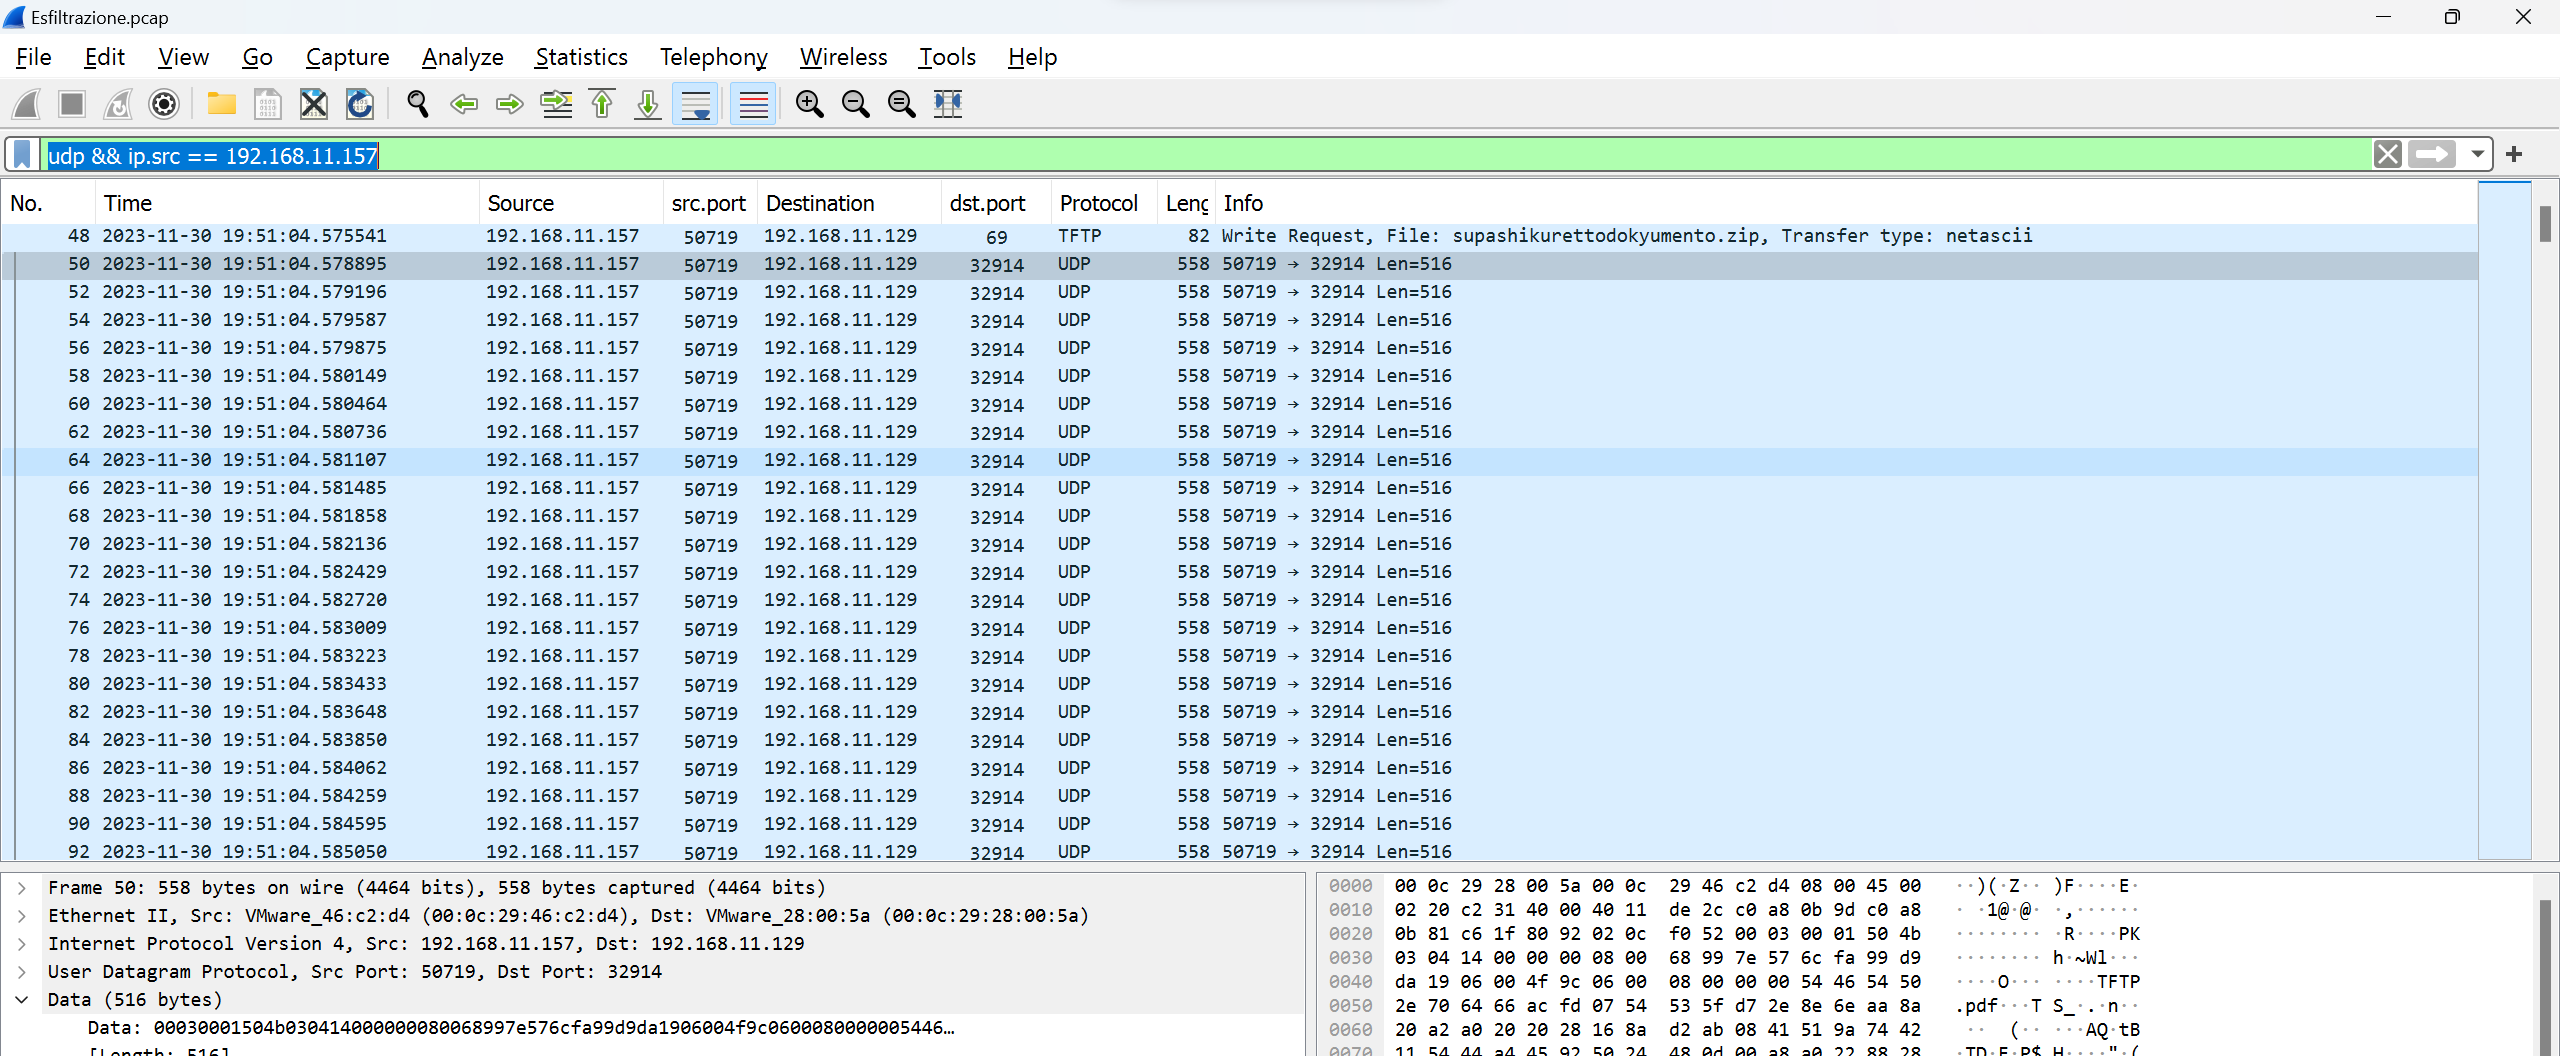 Esfiltrazione.pcap
File Edit View Go Capture Analyze Statistics Telephony Wireless Tools Help
udp && ip.src == 192.168.11.157
No. Time Source src.port Destination dst.port Protocol Leng Info
48 2023-11-30 19:51:04.575541 192.168.11.157 50719 192.168.11.129 69 TFTP 82 Write Request, File: supashikurettodokyumento.zip, Transfer type: netascii
50 2023-11-30 19:51:04.578895 192.168.11.157 50719 192.168.11.129 32914 UDP 558 50719 → 32914 Len=516
52 2023-11-30 19:51:04.579196 192.168.11.157 50719 192.168.11.129 32914 UDP 558 50719 → 32914 Len=516
54 2023-11-30 19:51:04.579587 192.168.11.157 50719 192.168.11.129 32914 UDP 558 50719 → 32914 Len=516
56 2023-11-30 19:51:04.579875 192.168.11.157 50719 192.168.11.129 32914 UDP 558 50719 → 32914 Len=516
58 2023-11-30 19:51:04.580149 192.168.11.157 50719 192.168.11.129 32914 UDP 558 50719 → 32914 Len=516
60 2023-11-30 19:51:04.580464 192.168.11.157 50719 192.168.11.129 32914 UDP 558 50719 → 32914 Len=516
62 2023-11-30 19:51:04.580736 192.168.11.157 50719 192.168.11.129 32914 UDP 558 50719 → 32914 Len=516
64 2023-11-30 19:51:04.581107 192.168.11.157 50719 192.168.11.129 32914 UDP 558 50719 → 32914 Len=516
66 2023-11-30 19:51:04.581485 192.168.11.157 50719 192.168.11.129 32914 UDP 558 50719 → 32914 Len=516
68 2023-11-30 19:51:04.581858 192.168.11.157 50719 192.168.11.129 32914 UDP 558 50719 → 32914 Len=516
70 2023-11-30 19:51:04.582136 192.168.11.157 50719 192.168.11.129 32914 UDP 558 50719 → 32914 Len=516
72 2023-11-30 19:51:04.582429 192.168.11.157 50719 192.168.11.129 32914 UDP 558 50719 → 32914 Len=516
74 2023-11-30 19:51:04.582720 192.168.11.157 50719 192.168.11.129 32914 UDP 558 50719 → 32914 Len=516
76 2023-11-30 19:51:04.583009 192.168.11.157 50719 192.168.11.129 32914 UDP 558 50719 → 32914 Len=516
78 2023-11-30 19:51:04.583223 192.168.11.157 50719 192.168.11.129 32914 UDP 558 50719 → 32914 Len=516
80 2023-11-30 19:51:04.583433 192.168.11.157 50719 192.168.11.129 32914 UDP 558 50719 → 32914 Len=516
82 2023-11-30 19:51:04.583648 192.168.11.157 50719 192.168.11.129 32914 UDP 558 50719 → 32914 Len=516
84 2023-11-30 19:51:04.583850 192.168.11.157 50719 192.168.11.129 32914 UDP 558 50719 → 32914 Len=516
86 2023-11-30 19:51:04.584062 192.168.11.157 50719 192.168.11.129 32914 UDP 558 50719 → 32914 Len=516
88 2023-11-30 19:51:04.584259 192.168.11.157 50719 192.168.11.129 32914 UDP 558 50719 → 32914 Len=516
90 2023-11-30 19:51:04.584595 192.168.11.157 50719 192.168.11.129 32914 UDP 558 50719 → 32914 Len=516
92 2023-11-30 19:51:04.585050 192.168.11.157 50719 192.168.11.129 32914 UDP 558 50719 → 32914 Len=516
Frame 50: 558 bytes on wire (4464 bits), 558 bytes captured (4464 bits)
Ethernet II, Src: VMware_46:c2:d4 (00:0c:29:46:c2:d4), Dst: VMware_28:00:5a (00:0c:29:28:00:5a)
Internet Protocol Version 4, Src: 192.168.11.157, Dst: 192.168.11.129
User Datagram Protocol, Src Port: 50719, Dst Port: 32914
Data (516 bytes)
Data: 00030001504b03041400000080068997e576cfa99d9da1906004f9c0600080000005446…
[Length: 516]
0000 00 0c 29 28 00 5a 00 0c 29 46 c2 d4 08 00 45 00 ··)(·Z·· )F····E·
0010 02 20 c2 31 40 00 40 11 de 2c c0 a8 0b 9d c0 a8 · ·1@·@· ·,······
0020 0b 81 c6 1f 80 92 02 0c f0 52 00 03 00 01 50 4b ········ ·R····PK
0030 03 04 14 00 00 00 08 00 68 99 7e 57 6c fa 99 d9 ········ h·~Wl···
0040 da 19 06 00 4f 9c 06 00 08 00 00 00 54 46 54 50 ····O··· ····TFTP
0050 2e 70 64 66 ac fd 07 54 53 5f d7 2e 8e 6e aa 8a .pdf···T S_·.·n··
0060 20 a2 a0 20 20 28 16 8a d2 ab 08 41 51 9a 74 42 ·· (·· ···AQ·tB
0070 11 54 44 a4 45 92 50 24 48 0d 00 a8 a0 22 88 28 ·TD·E·P$ H····"·(